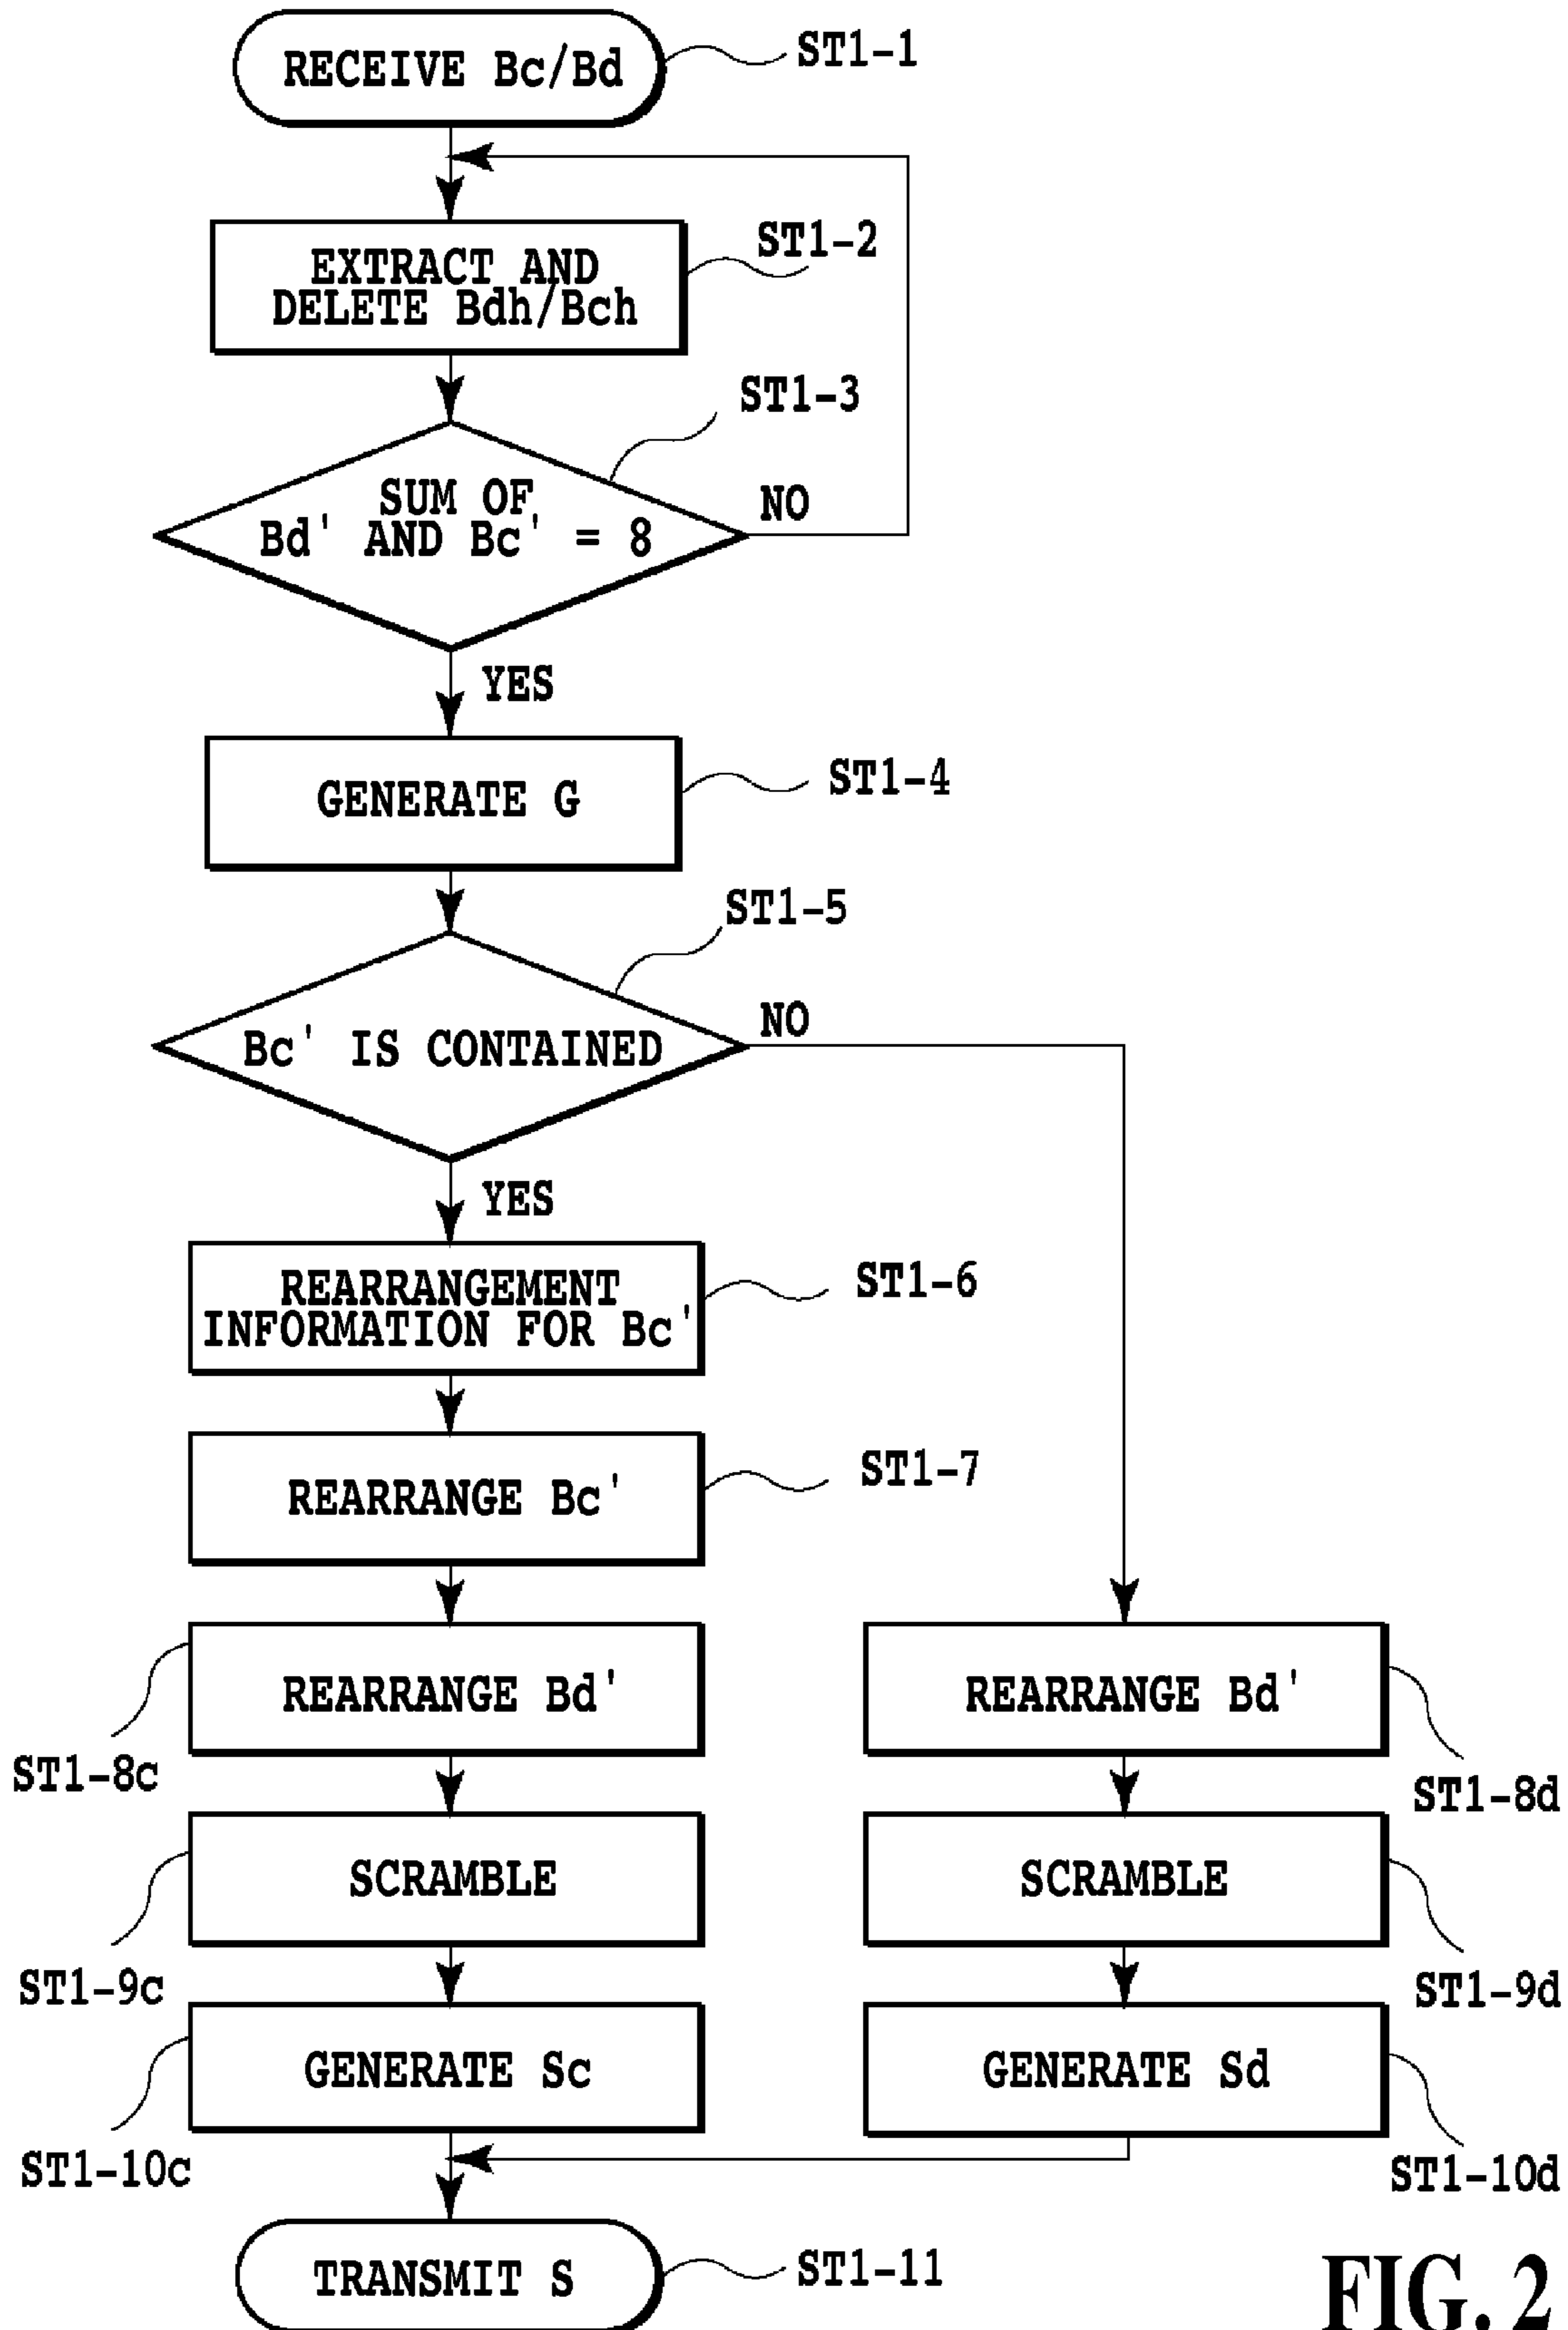 RECEIVE Bc/Bd
ST1-1
ST1-2
EXTRACT AND
DELETE Bdh/Bch
ST1-3
SUM OF
Bd' AND Bc' = 8
NO
YES
GENERATE G
ST1-4
ST1-5
Bc' IS CONTAINED
NO
YES
REARRANGEMENT
INFORMATION FOR Bc'
ST1-6
REARRANGE Bc'
ST1-7
REARRANGE Bd'
REARRANGE Bd'
ST1-8c
ST1-8d
SCRAMBLE
SCRAMBLE
ST1-9c
ST1-9d
GENERATE Sc
GENERATE Sd
ST1-10c
ST1-10d
TRANSMIT S
ST1-11
FIG. 2